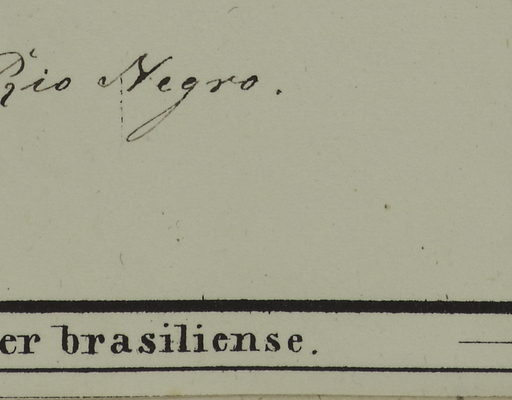 Rio Negro.
er brasiliense.